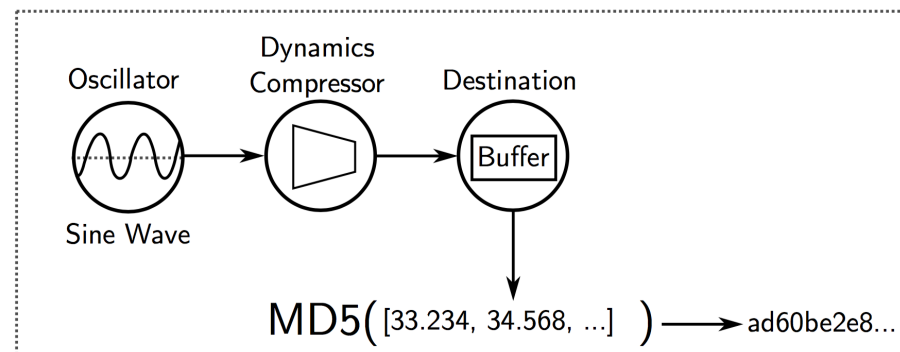 Oscillator
Sine Wave
Dynamics
Compressor
Destination
Buffer
MD5([33.234, 34.568, ...]) ad60be2e8...